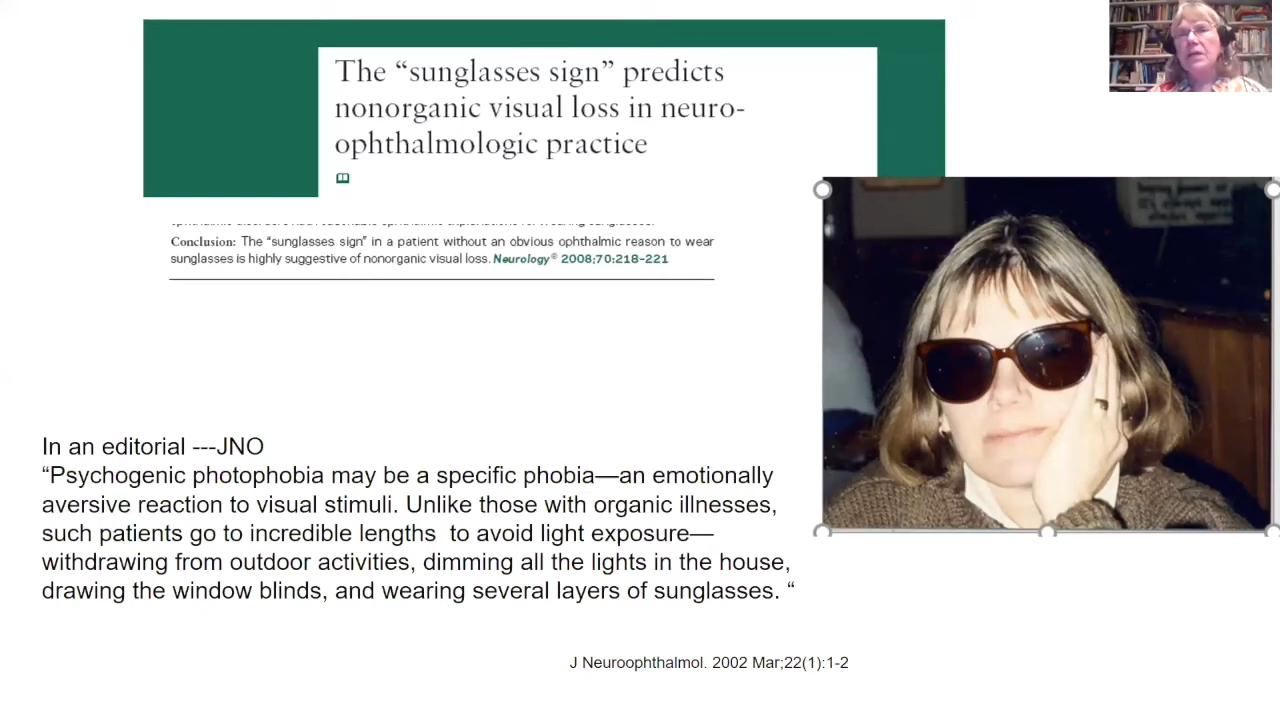 The “sunglasses sign” predicts
nonorganic visual loss in neuro-
ophthalmologic practice
Conclusion: The “sunglasses sign” in a patient without an obvious ophthalmic reason to wear
sunglasses is highly suggestive of nonorganic visual loss. Neurology® 2008;70:218–221
In an editorial ---JNO
“Psychogenic photophobia may be a specific phobia—an emotionally
aversive reaction to visual stimuli. Unlike those with organic illnesses,
such patients go to incredible lengths  to avoid light exposure—
withdrawing from outdoor activities, dimming all the lights in the house,
drawing the window blinds, and wearing several layers of sunglasses. “
J Neuroophthalmol. 2002 Mar;22(1):1-2